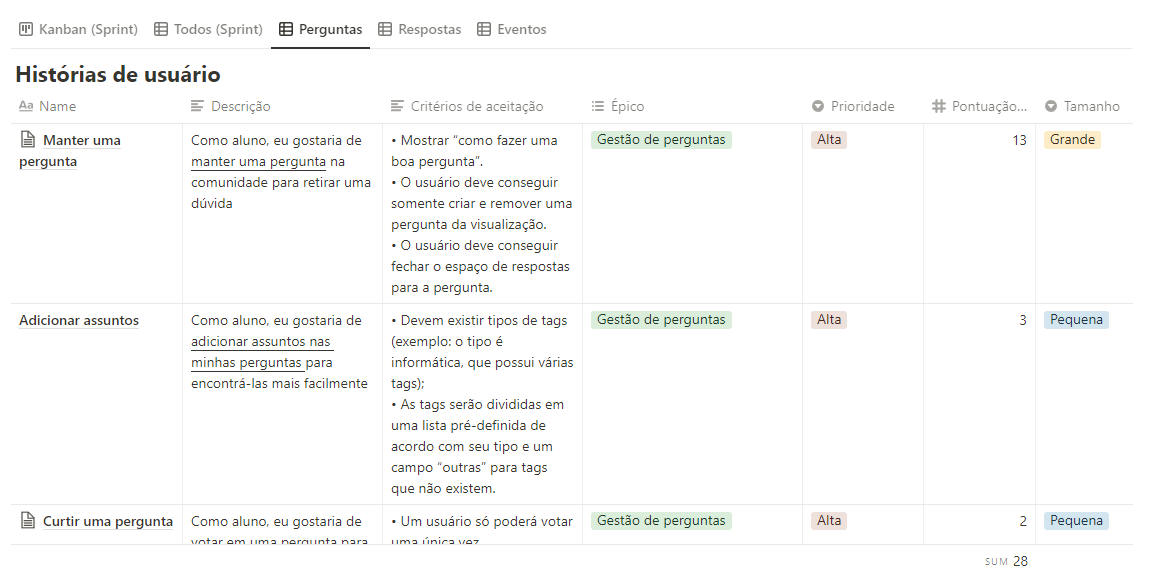 Kanban (Sprint) Todos (Sprint) Perguntas Respostas Eventos
Histórias de usuário
Aa Name Descrição Critérios de aceitação Épico Prioridade Pontuação... Tamanho
Manter uma
pergunta
Como aluno, eu gostaria de
manter uma pergunta na
comunidade para retirar uma
dúvida
• Mostrar “como fazer uma
boa pergunta”.
• O usuário deve conseguir
somente criar e remover uma
pergunta da visualização.
• O usuário deve conseguir
fechar o espaço de respostas
para a pergunta.
Gestão de perguntas
Alta
13
Grande
Adicionar assuntos
Como aluno, eu gostaria de
adicionar assuntos nas
minhas perguntas para
encontrá-las mais facilmente
• Devem existir tipos de tags
(exemplo: o tipo é
informática, que possui várias
tags);
• As tags serão divididas em
uma lista pré-definida de
acordo com seu tipo e um
campo “outras” para tags
que não existem.
Gestão de perguntas
Alta
3
Pequena
Curtir uma pergunta
Como aluno, eu gostaria de
votar em uma pergunta para
• Um usuário só poderá votar
uma única vez
Gestão de perguntas
Alta
2
Pequena
SUM 28